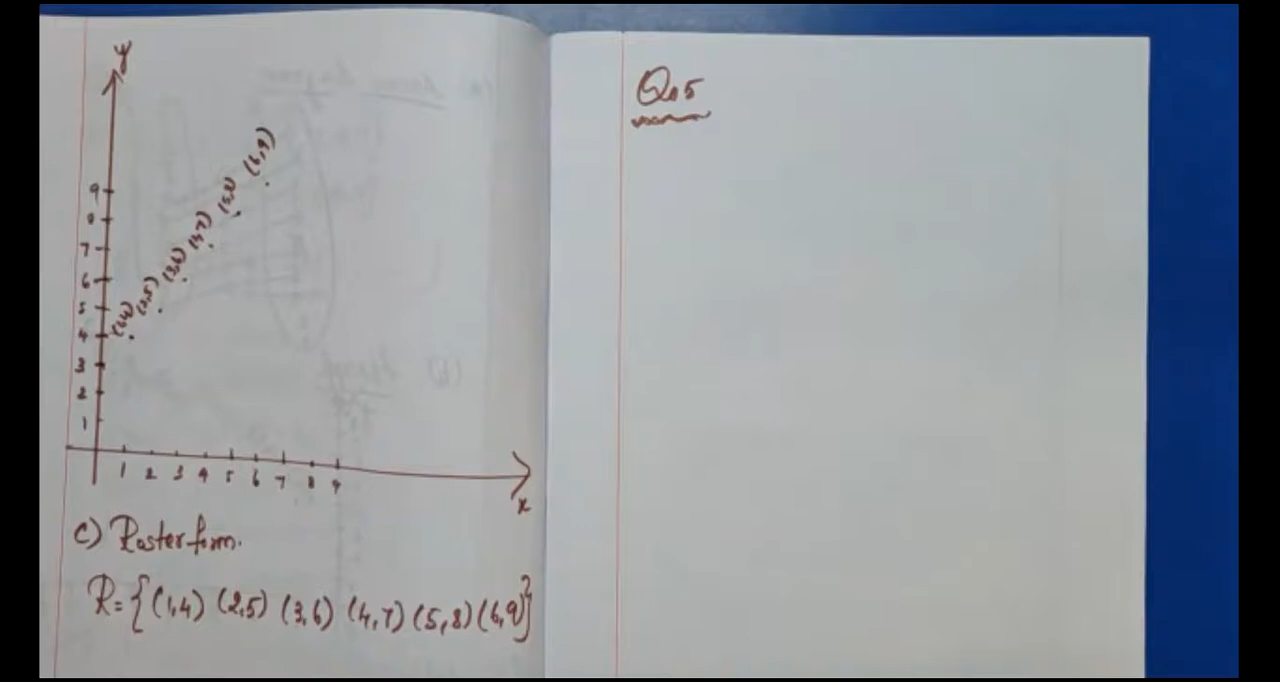 y
(6,9)
(5,8)
(4,7)
(3,6)
(2,5)
(1,4)
9
8
7
6
5
4
3
2
1
1 2 3 4 5 6 7 8 9
x
c) Roster form.
R = {(1,4) (2,5) (3,6) (4,7) (5,8) (6,9)}
Q.5